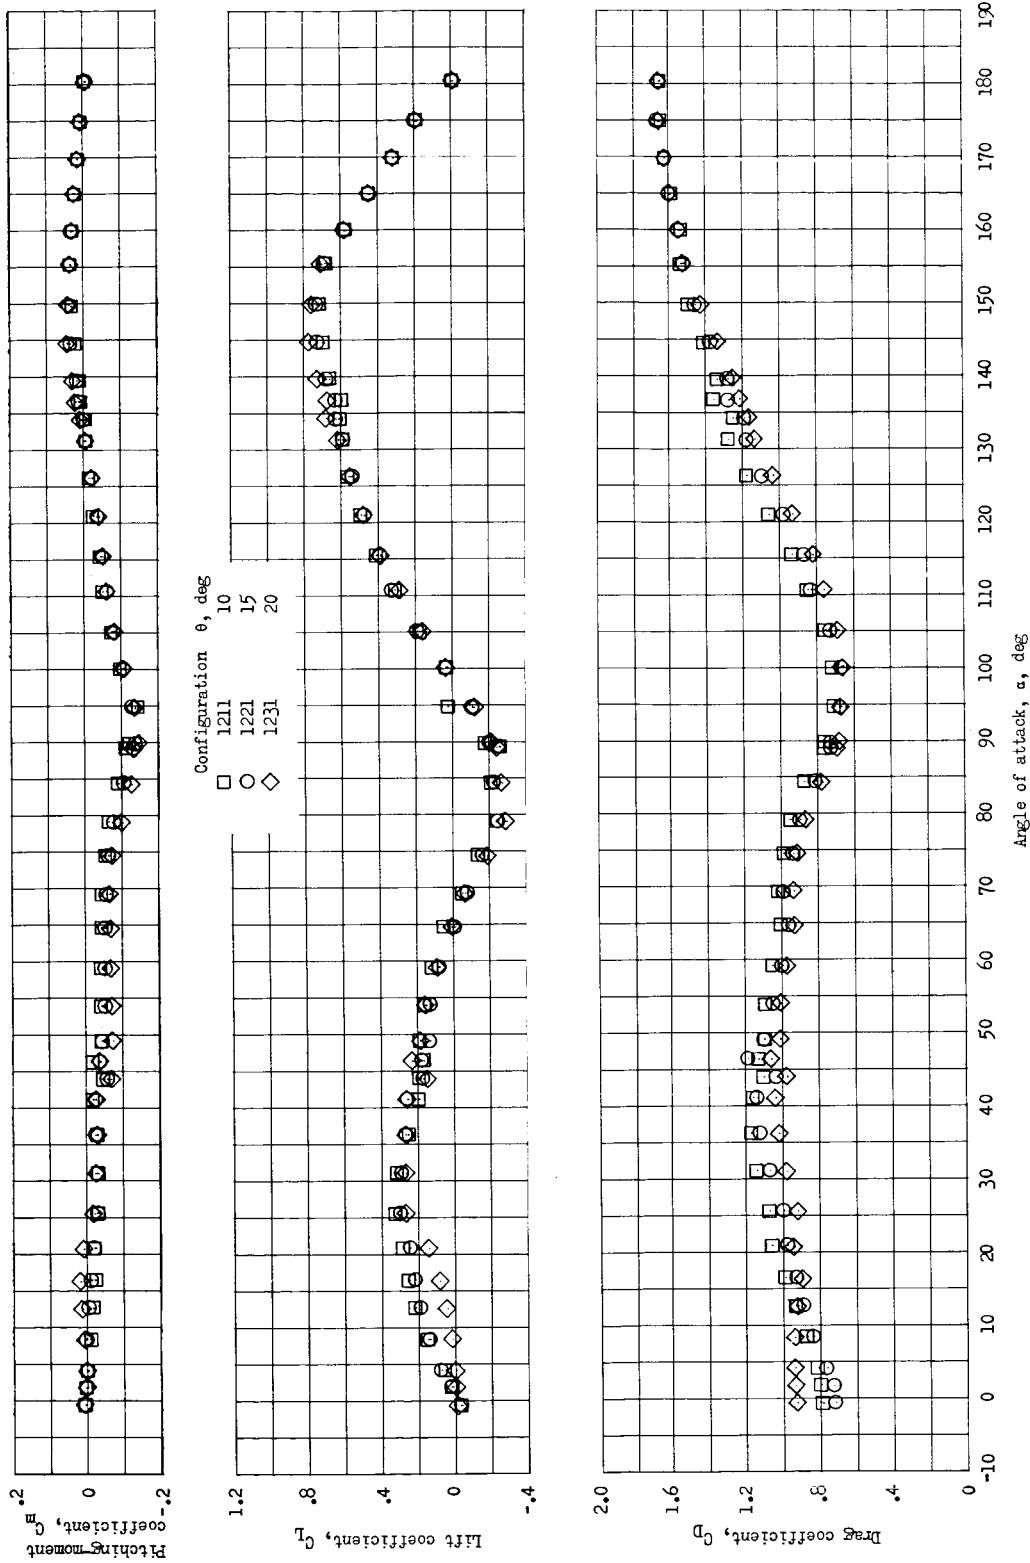 Pitching-moment
coefficient, Cm
.2
0
-.2
Lift coefficient, CL
1.2
.8
.4
0
-.4
Configuration θ, deg
1211 10
1221 15
1231 20
Drag coefficient, CD
2.0
1.6
1.2
.8
.4
0
-10 0 10 20 30 40 50 60 70 80 90 100 110 120 130 140 150 160 170 180 190
Angle of attack, α, deg